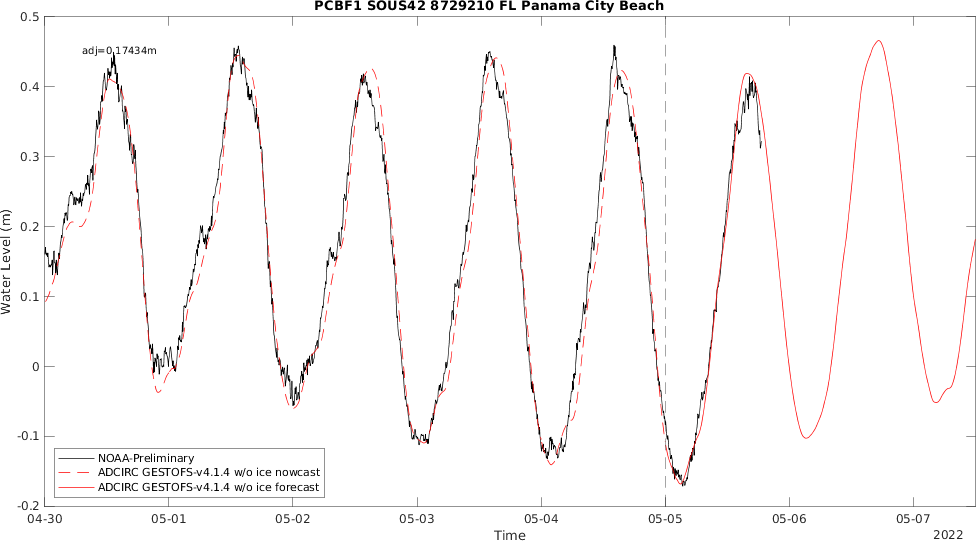 PCBF1 SOUS42 8729210 FL Panama City Beach
0.5
adj=0.17434m
0.4
0.3
0.2
Water Level (m)
0.1
0
-0.1
NOAA-Preliminary
ADCIRC GESTOFS-v4.1.4 w/o ice nowcast
ADCIRC GESTOFS-v4.1.4 w/o ice forecast
-0.2
04-30 05-01 05-02 05-03 05-04 05-05 05-06 05-07
Time
2022